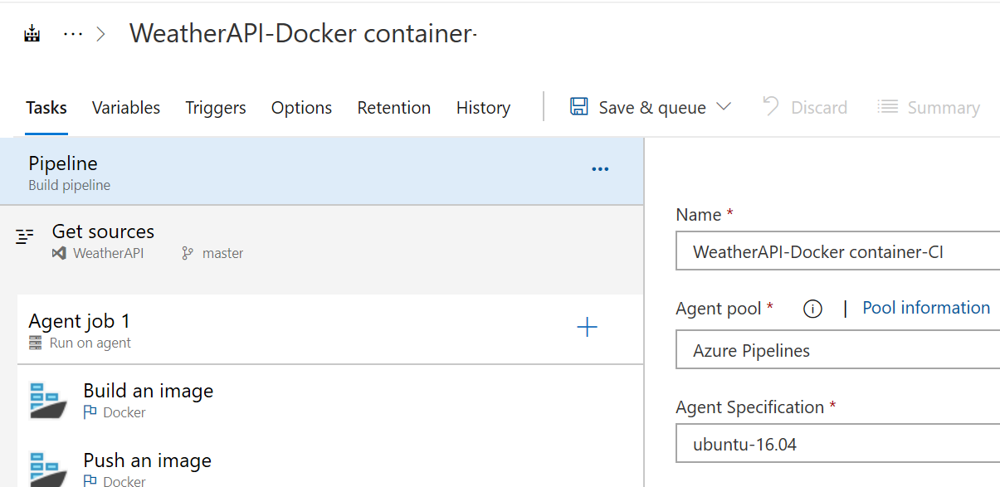 WeatherAPI-Docker container-
Tasks Variables Triggers Options Retention History Save & queue Discard Summary
Pipeline
Build pipeline
Get sources
WeatherAPI master
Agent job 1
Run on agent
Build an image
Docker
Push an image
Docker
Name *
WeatherAPI-Docker container-CI
Agent pool * | Pool information
Azure Pipelines
Agent Specification *
ubuntu-16.04